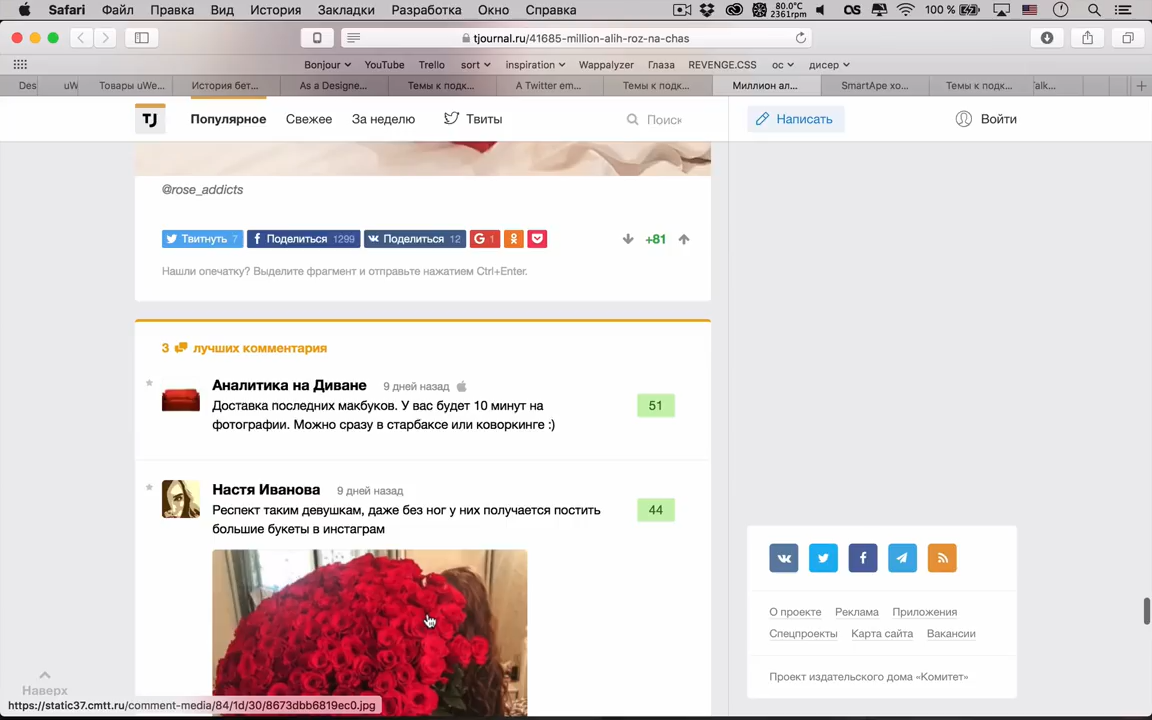 Safari Файл Правка Вид История Закладки Разработка Окно Справка 80.0°C 2361rpm 100 %
tjournal.ru/41685-million-alih-roz-na-chas
Bonjour YouTube Trello sort inspiration Wappalyzer Глаза REVENGE.CSS ос дисер
Des uW Товары uWe... История бет... As a Designe... Темы к подк... A Twitter em... Темы к подк... Миллион ал... SmartApe хо... Темы к подк... Talk...
TJ Популярное Свежее За неделю Твиты Поиск Написать Войти
@rose_addicts
Твитнуть 7 Поделиться 1299 Поделиться 12 G 1 +81
Нашли опечатку? Выделите фрагмент и отправьте нажатием Ctrl+Enter.
3 лучших комментария
Аналитика на Диване 9 дней назад
Доставка последних макбуков. У вас будет 10 минут на
фотографии. Можно сразу в старбаксе или коворкинге :)
51
Настя Иванова 9 дней назад
Респект таким девушкам, даже без ног у них получается постить
большие букеты в инстаграм
44
О проекте Реклама Приложения
Спецпроекты Карта сайта Вакансии
Проект издательского дома «Комитет»
Наверх
https://static37.cmtt.ru/comment-media/84/1d/30/8673dbb6819ec0.jpg